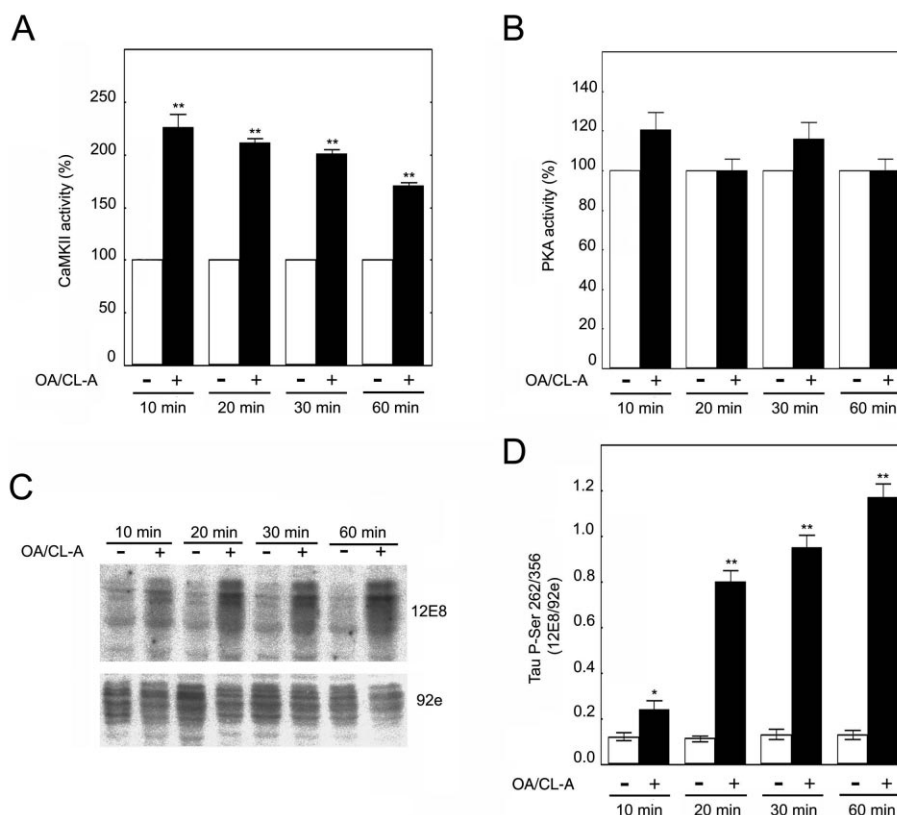 A
CaMKII activity (%)
250
200
150
100
50
0
** ** ** **
OA/CL-A - + - + - + - +
10 min 20 min 30 min 60 min
B
PKA activity (%)
140
120
100
80
60
40
20
0
OA/CL-A - + - + - + - +
10 min 20 min 30 min 60 min
C
10 min 20 min 30 min 60 min
OA/CL-A - + - + - + - +
12E8
92e
D
Tau P-Ser 262/356
(12E8/92e)
1.2
1.0
0.8
0.6
0.4
0.2
0.0
* ** ** **
OA/CL-A - + - + - + - +
10 min 20 min 30 min 60 min